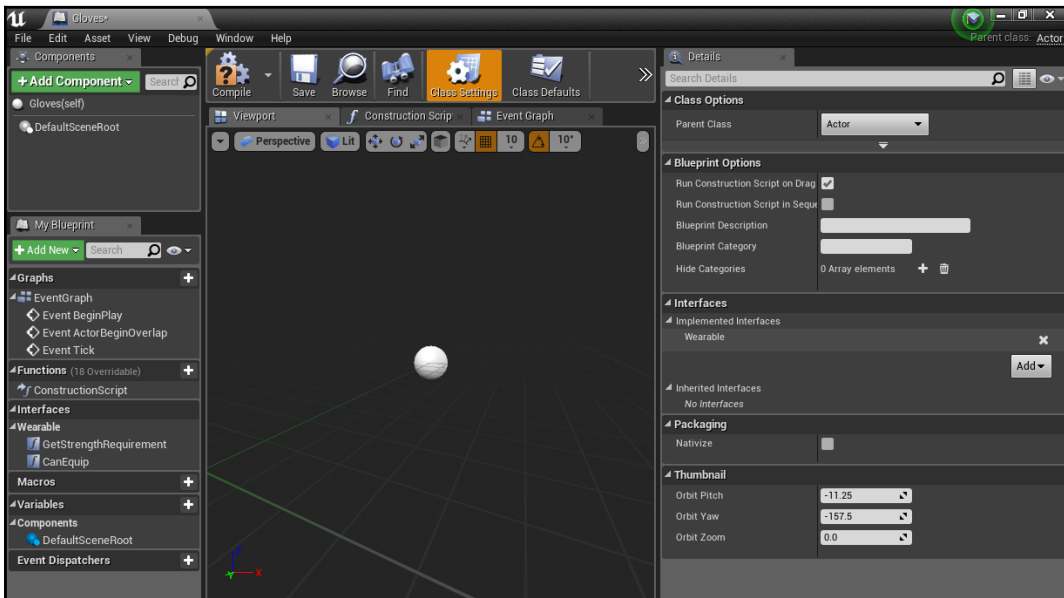 Gloves*
File Edit Asset View Debug Window Help
Parent class: Actor
Components
+Add Component
Search
Gloves(self)
DefaultSceneRoot
My Blueprint
+Add New
Search
Graphs
EventGraph
Event BeginPlay
Event ActorBeginOverlap
Event Tick
Functions (18 Overridable)
ConstructionScript
Interfaces
Wearable
GetStrengthRequirement
CanEquip
Macros
Variables
Components
DefaultSceneRoot
Event Dispatchers
Compile Save Browse Find Class Settings Class Defaults
Viewport Construction Scrip Event Graph
Perspective Lit 10 10°
Z X Y
Details
Search Details
Class Options
Parent Class Actor
Blueprint Options
Run Construction Script on Drag
Run Construction Script in Seque
Blueprint Description
Blueprint Category
Hide Categories 0 Array elements
Interfaces
Implemented Interfaces
Wearable
Add
Inherited Interfaces
No Interfaces
Packaging
Nativize
Thumbnail
Orbit Pitch -11.25
Orbit Yaw -157.5
Orbit Zoom 0.0